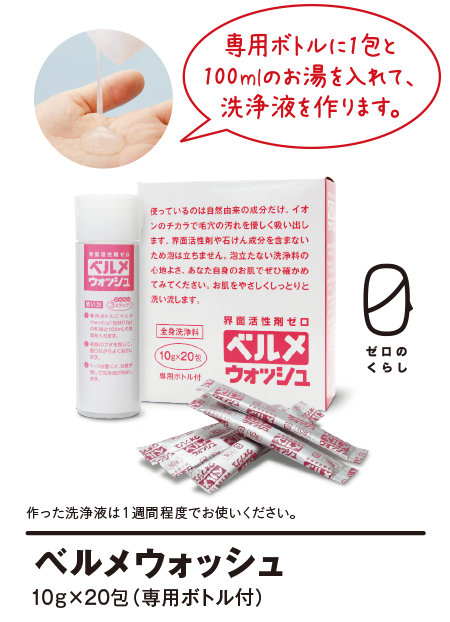 専用ボトルに1包と
100mlのお湯を入れて、
洗浄液を作ります。
使っているのは自然由来の成分だけ。イオ
ンのチカラで毛穴の汚れを優しく吸い出
します。界面活性剤や石けん成分を含まない
ため泡は立ちません。泡立たない洗浄料の
心地よさ、あなた自身のお肌でぜひ確かめ
てみてください。お肌をやさしくしっとりと
洗い流します。
全身洗浄料
10g×20包
専用ボトル付
界面活性剤ゼロ
ベルメ
ウォッシュ
界面活性剤ゼロ
ベルメ
ウォッシュ
ゼロの
くらし
作った洗浄液は1週間程度でお使いください。
ベルメウォッシュ
10g×20包(専用ボトル付)